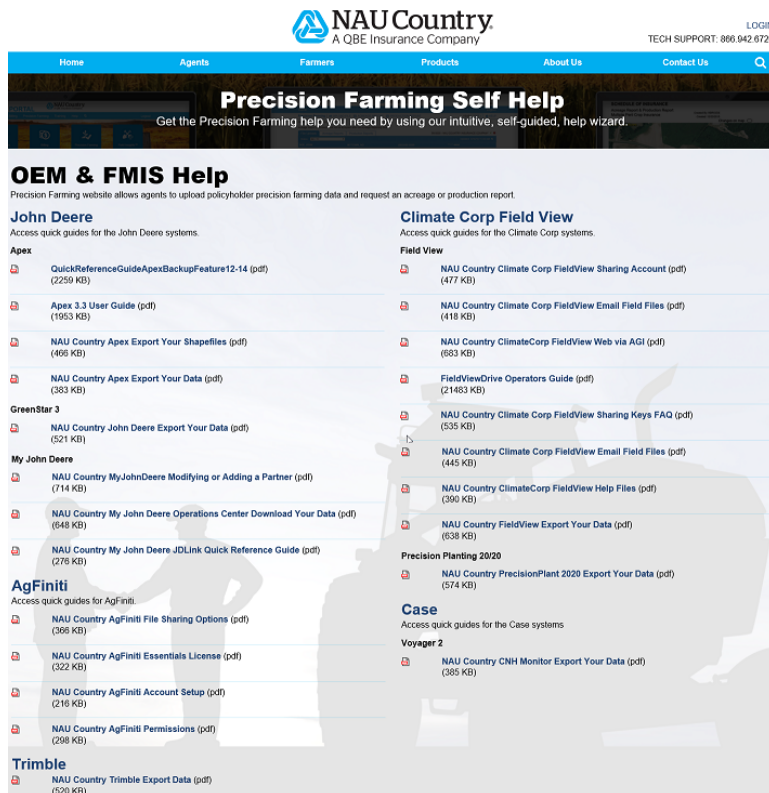 NAU Country.
A QBE Insurance Company
LOGIN
TECH SUPPORT: 866.942.672
Home Agents Farmers Products About Us Contact Us
Precision Farming Self Help
Get the Precision Farming help you need by using our intuitive, self-guided, help wizard.
OEM & FMIS Help
Precision Farming website allows agents to upload policyholder precision farming data and request an acreage or production report.
John Deere
Access quick guides for the John Deere systems.
Apex
QuickReferenceGuideApexBackupFeature12-14 (pdf)
(2259 KB)
Apex 3.3 User Guide (pdf)
(1953 KB)
NAU Country Apex Export Your Shapefiles (pdf)
(466 KB)
NAU Country Apex Export Your Data (pdf)
(383 KB)
GreenStar 3
NAU Country John Deere Export Your Data (pdf)
(521 KB)
My John Deere
NAU Country MyJohnDeere Modifying or Adding a Partner (pdf)
(714 KB)
NAU Country My John Deere Operations Center Download Your Data (pdf)
(648 KB)
NAU Country My John Deere JDLink Quick Reference Guide (pdf)
(276 KB)
AgFiniti
Access quick guides for AgFiniti.
NAU Country AgFiniti File Sharing Options (pdf)
(366 KB)
NAU Country AgFiniti Essentials License (pdf)
(322 KB)
NAU Country AgFiniti Account Setup (pdf)
(216 KB)
NAU Country AgFiniti Permissions (pdf)
(298 KB)
Trimble
NAU Country Trimble Export Data (pdf)
(520 KB)
Climate Corp Field View
Access quick guides for the Climate Corp systems.
Field View
NAU Country Climate Corp FieldView Sharing Account (pdf)
(477 KB)
NAU Country Climate Corp FieldView Email Field Files (pdf)
(418 KB)
NAU Country ClimateCorp FieldView Web via AGI (pdf)
(683 KB)
FieldViewDrive Operators Guide (pdf)
(21483 KB)
NAU Country Climate Corp FieldView Sharing Keys FAQ (pdf)
(535 KB)
NAU Country Climate Corp FieldView Email Field Files (pdf)
(445 KB)
NAU Country ClimateCorp FieldView Help Files (pdf)
(390 KB)
NAU Country FieldView Export Your Data (pdf)
(638 KB)
Precision Planting 20/20
NAU Country PrecisionPlant 2020 Export Your Data (pdf)
(574 KB)
Case
Access quick guides for the Case systems
Voyager 2
NAU Country CNH Monitor Export Your Data (pdf)
(385 KB)